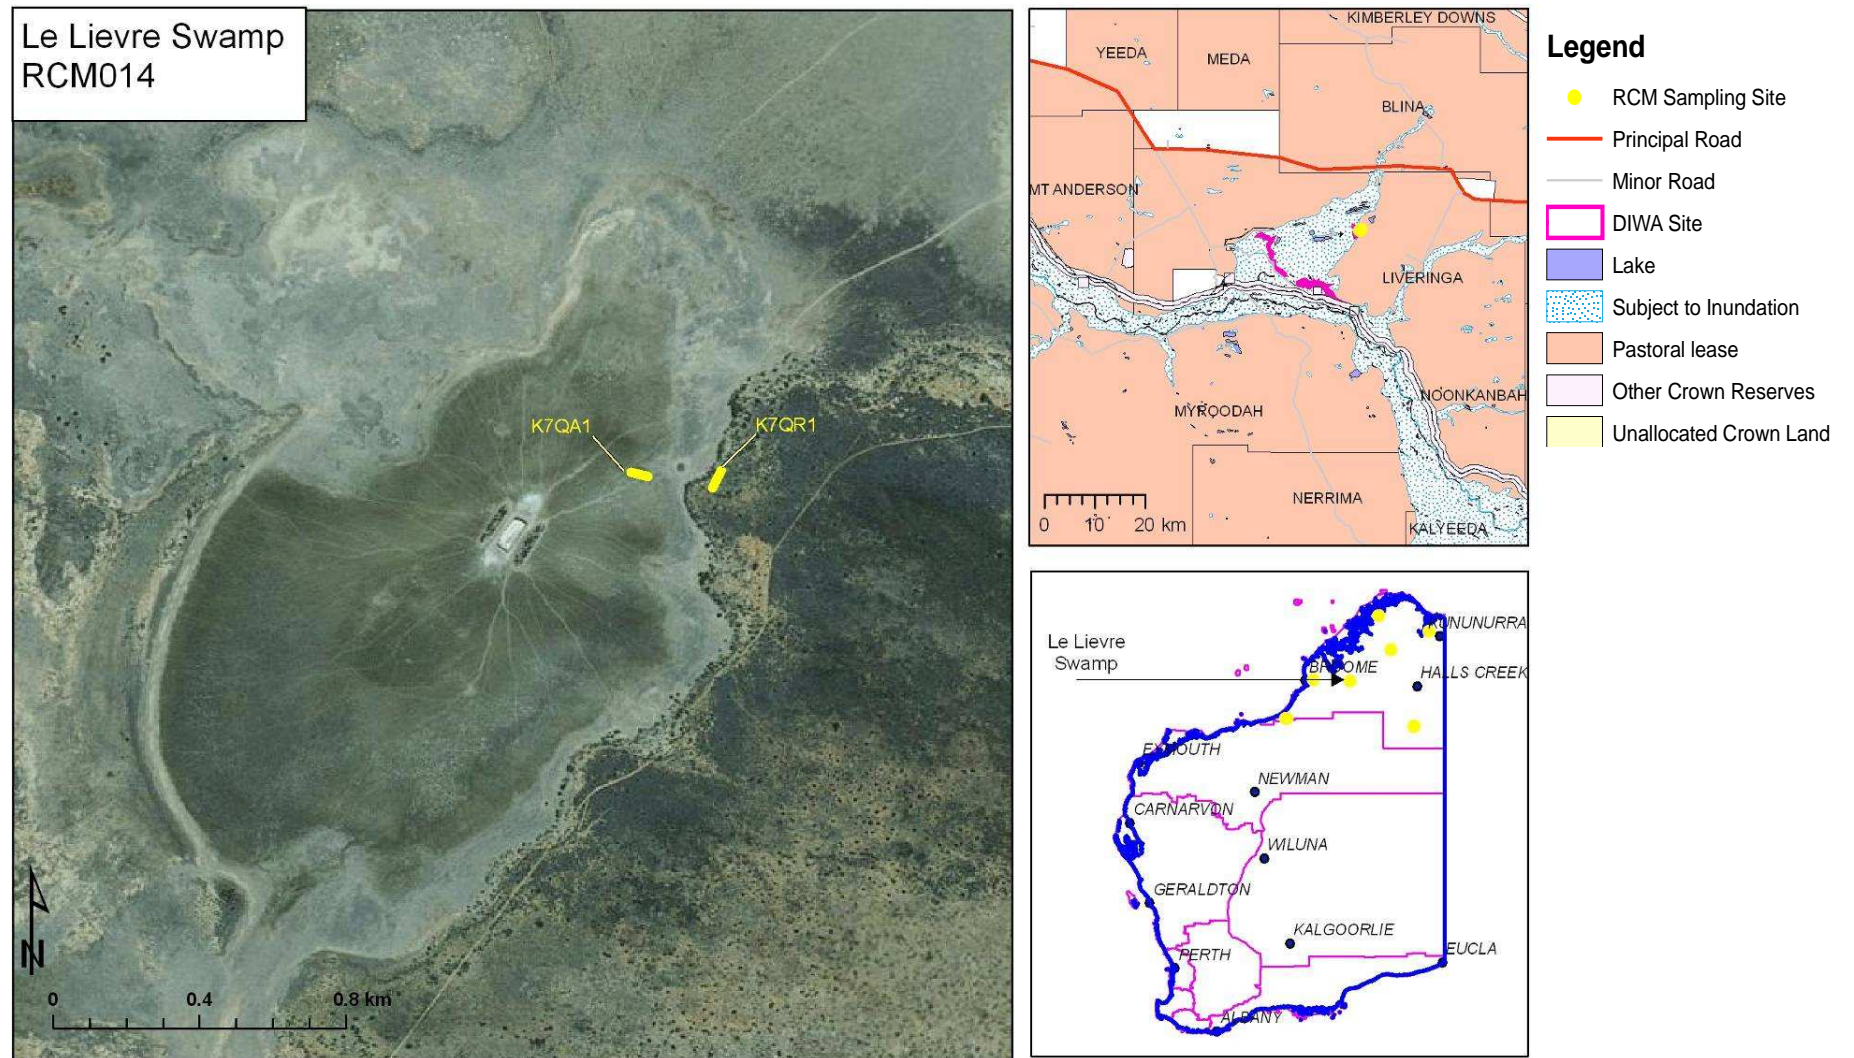 Le Lievre Swamp
RCM014
K7QA1
K7QR1
N
0 0.4 0.8 km
KIMBERLEY DOWNS
YEEDA
MEDA
BLINA
MT ANDERSON
LIVERINGA
NOONKANBAH
MYROODAH
NERRIMA
KALYEEDA
0 10 20 km
Le Lievre
Swamp
KUNUNURRA
BROOME
HALLS CREEK
EXMOUTH
NEWMAN
CARNARVON
WILUNA
GERALDTON
KALGOORLIE
EUCLA
PERTH
ALBANY
Legend
RCM Sampling Site
Principal Road
Minor Road
DIWA Site
Lake
Subject to Inundation
Pastoral lease
Other Crown Reserves
Unallocated Crown Land